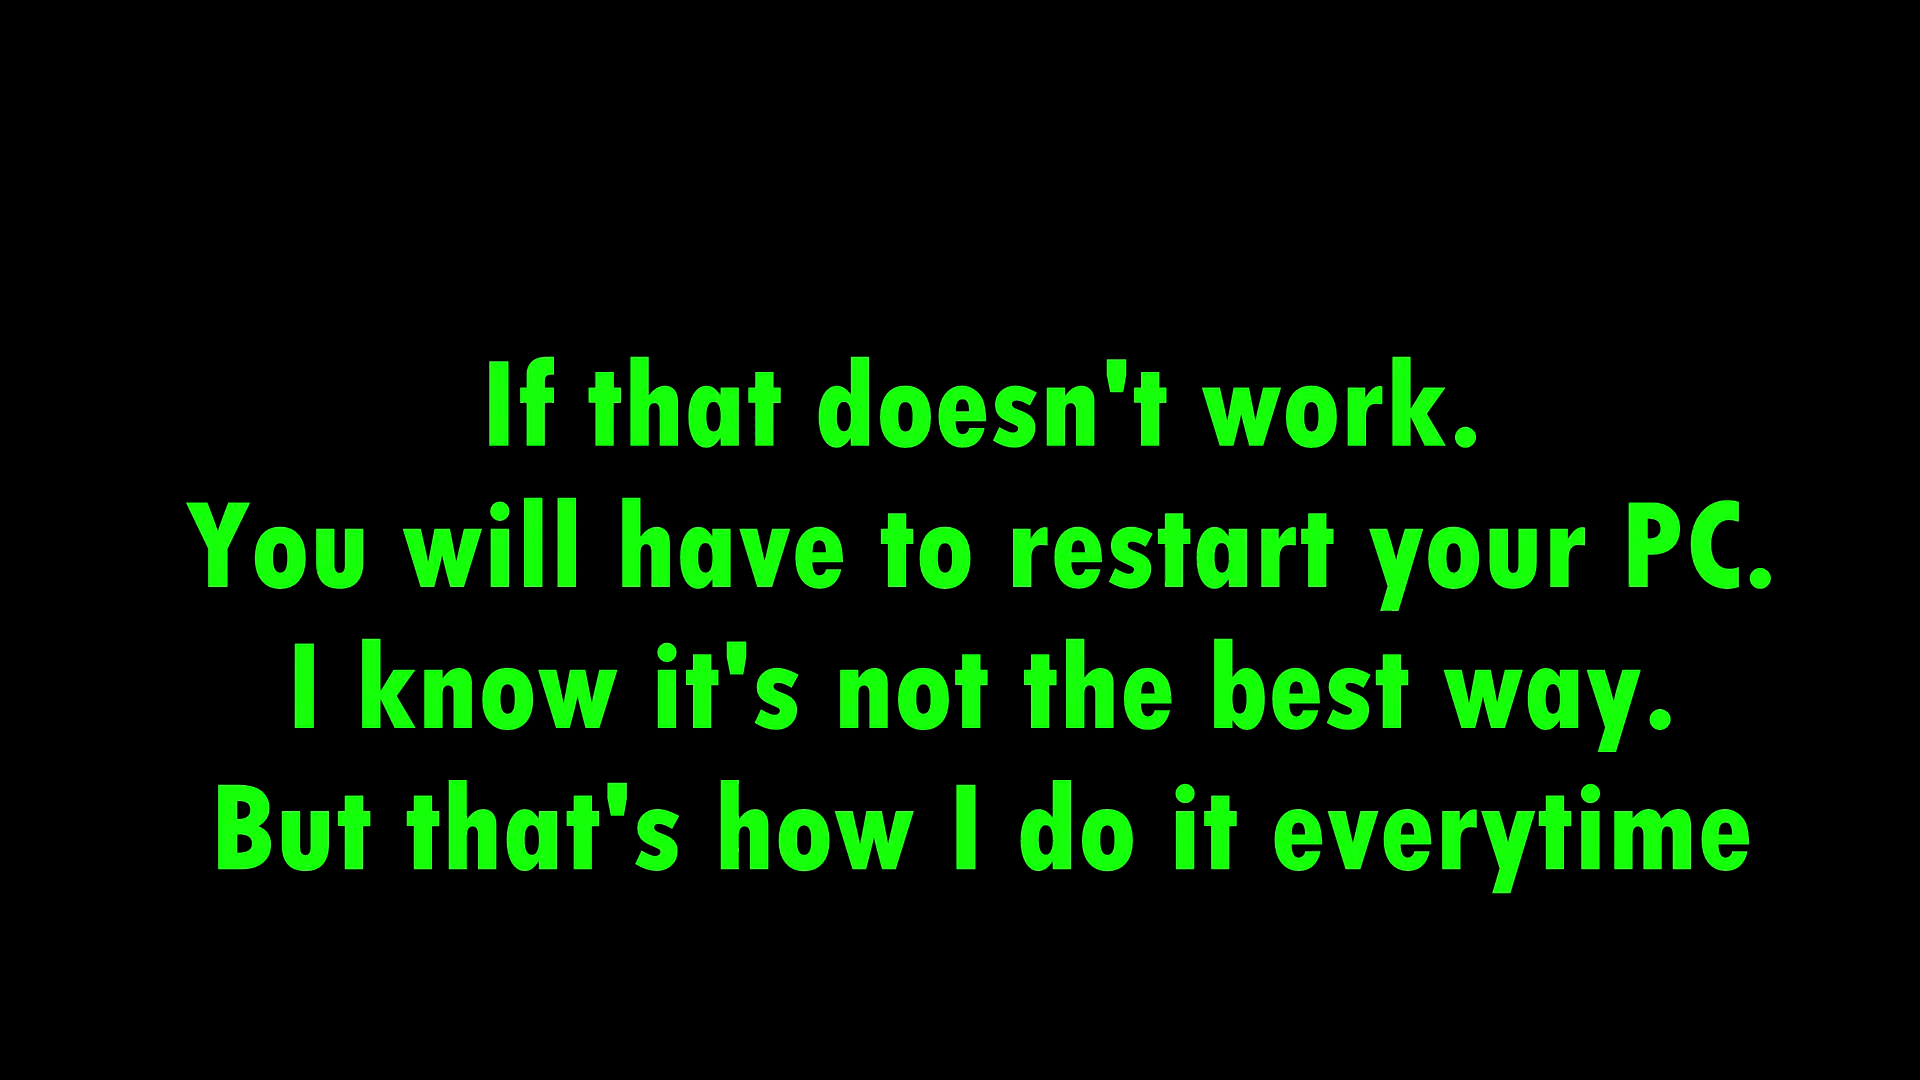 If that doesn't work.
You will have to restart your PC.
I know it's not the best way.
But that's how I do it everytime